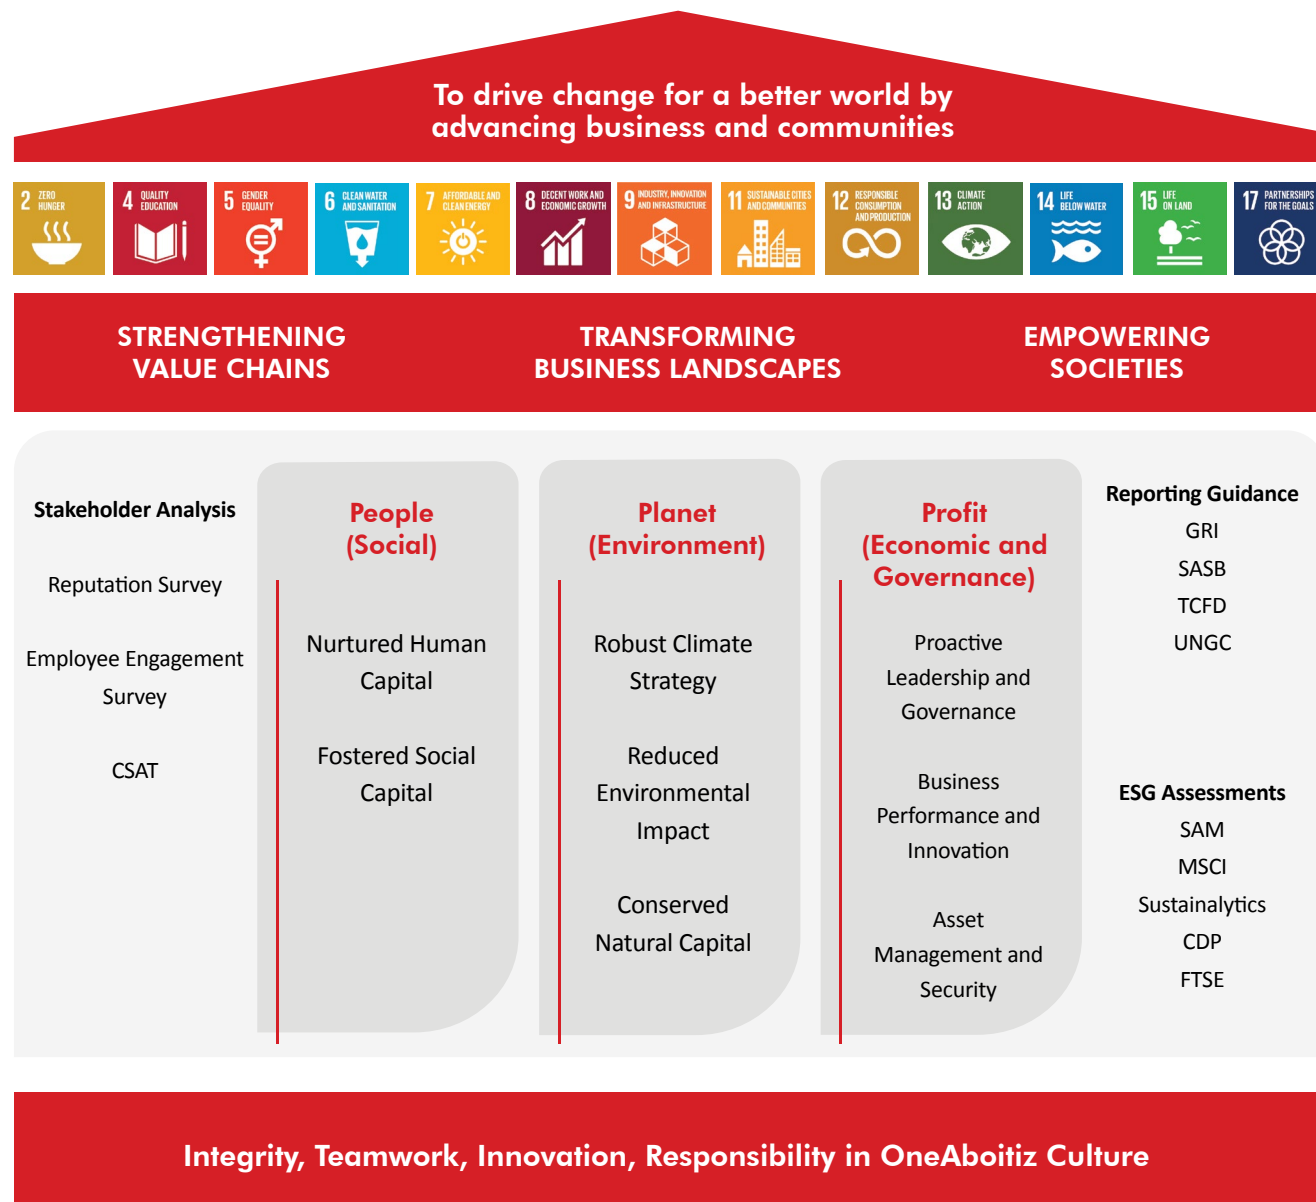 To drive change for a better world by
advancing business and communities
2 ZERO
HUNGER
4 QUALITY
EDUCATION
5 GENDER
EQUALITY
6 CLEAN WATER
AND SANITATION
7 AFFORDABLE AND
CLEAN ENERGY
8 DECENT WORK AND
ECONOMIC GROWTH
9 INDUSTRY, INNOVATION
AND INFRASTRUCTURE
11 SUSTAINABLE CITIES
AND COMMUNITIES
12 RESPONSIBLE
CONSUMPTION
AND PRODUCTION
13 CLIMATE
ACTION
14 LIFE
BELOW WATER
15 LIFE
ON LAND
17 PARTNERSHIPS
FOR THE GOALS
STRENGTHENING
VALUE CHAINS
TRANSFORMING
BUSINESS LANDSCAPES
EMPOWERING
SOCIETIES
Stakeholder Analysis
Reputation Survey
Employee Engagement
Survey
CSAT
People
(Social)
Nurtured Human
Capital
Fostered Social
Capital
Planet
(Environment)
Robust Climate
Strategy
Reduced
Environmental
Impact
Conserved
Natural Capital
Profit
(Economic and
Governance)
Proactive
Leadership and
Governance
Business
Performance and
Innovation
Asset
Management and
Security
Reporting Guidance
GRI
SASB
TCFD
UNGC
ESG Assessments
SAM
MSCI
Sustainalytics
CDP
FTSE
Integrity, Teamwork, Innovation, Responsibility in OneAboitiz Culture